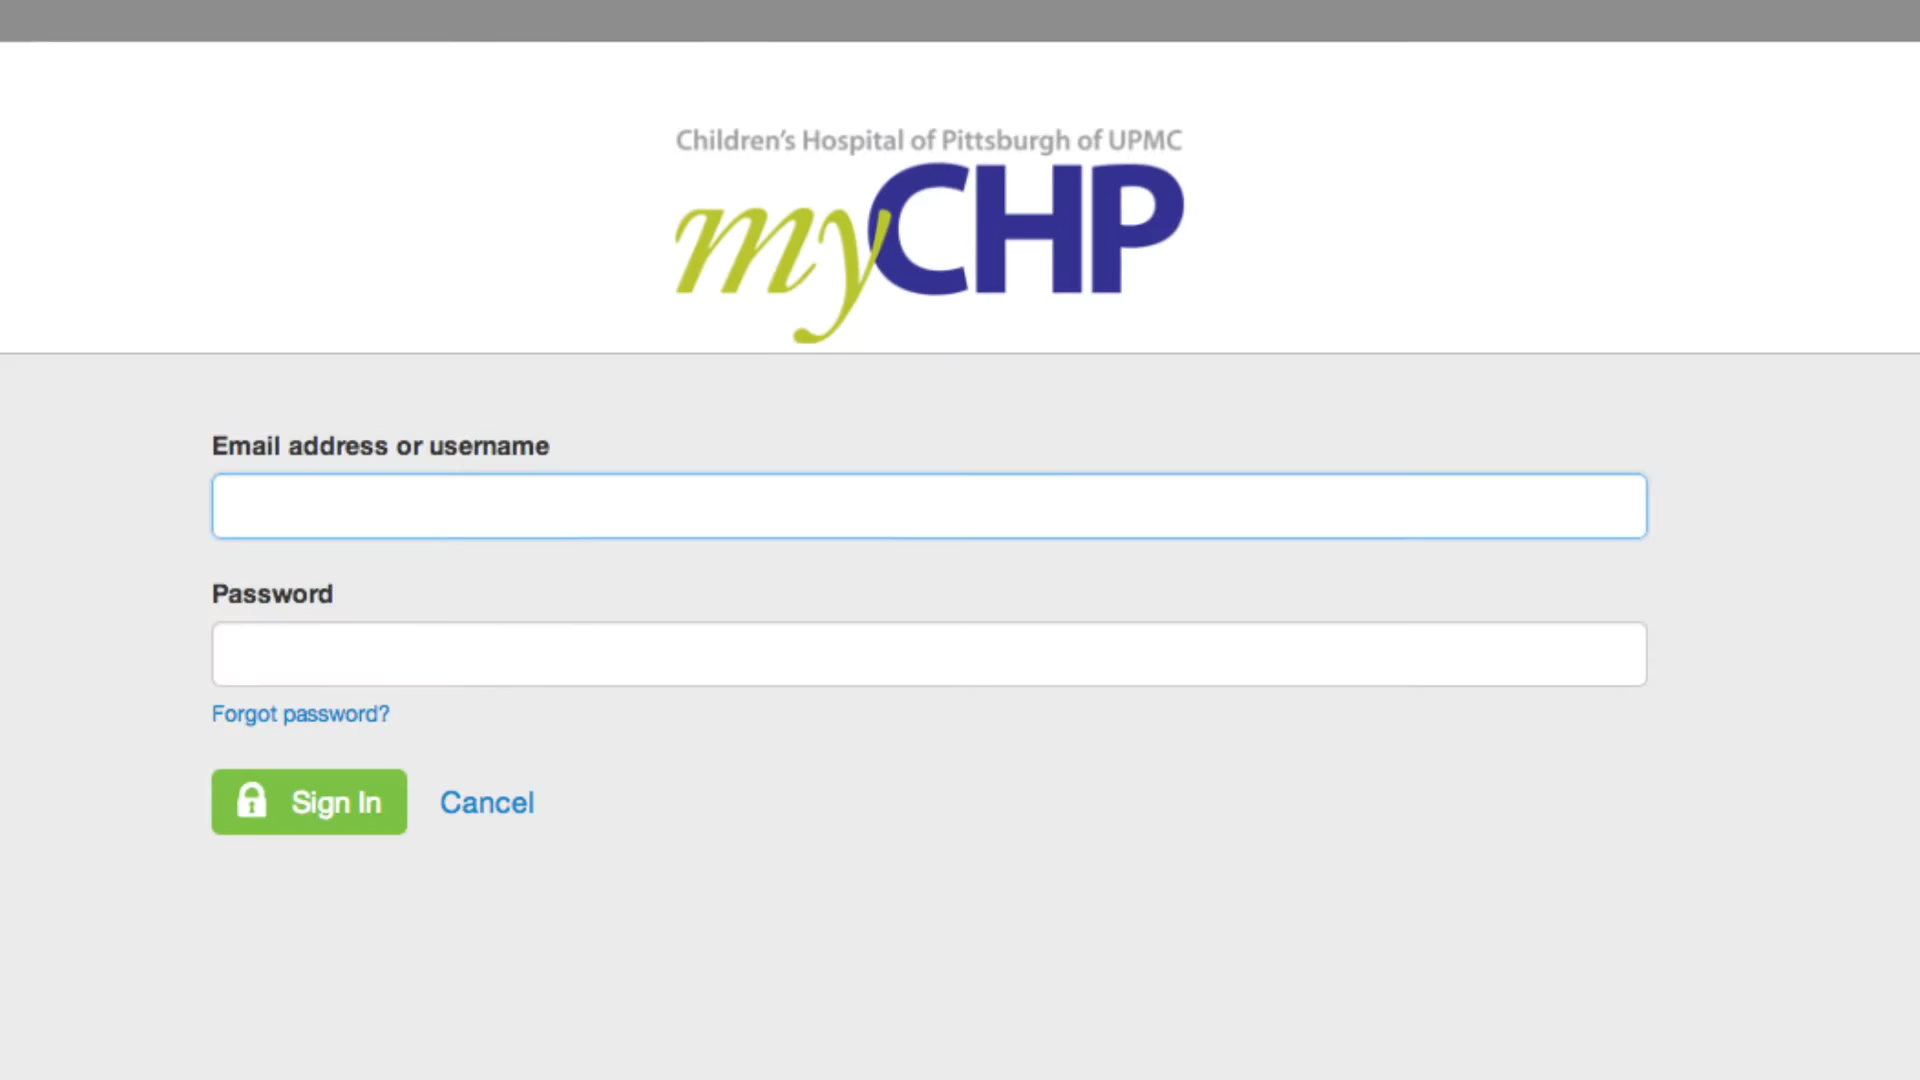 Children's Hospital of Pittsburgh of UPMC
myCHP
Email address or username
Password
Forgot password?
Sign In Cancel